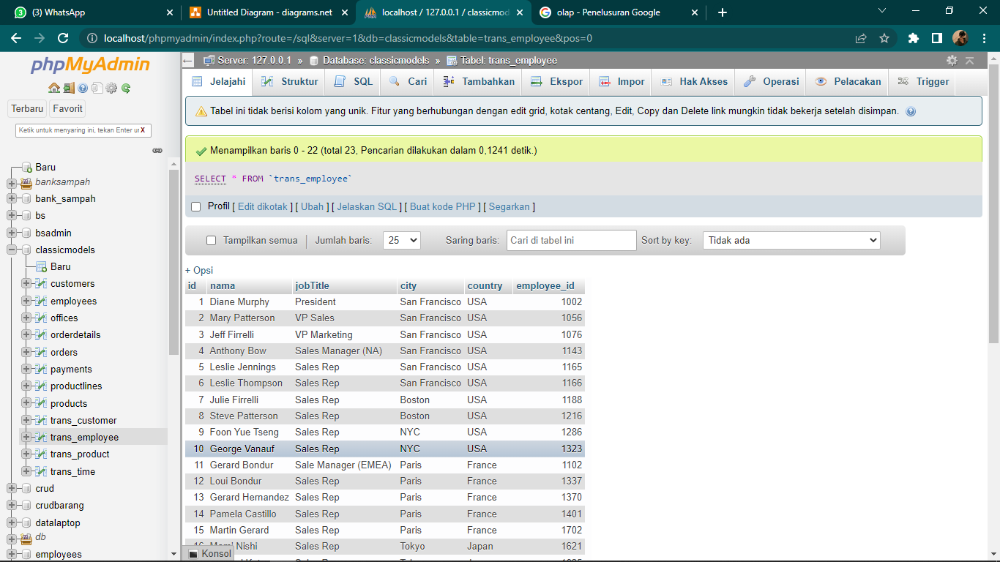 (3) WhatsApp
Untitled Diagram - diagrams.net
localhost / 127.0.0.1 / classicmod
olap - Penelusuran Google
localhost/phpmyadmin/index.php?route=/sql&server=1&db=classicmodels&table=trans_employee&pos=0
phpMyAdmin
Terbaru Favorit
Ketik untuk menyaring ini, tekan Enter u X
Baru
banksampah
bank_sampah
bs
bsadmin
classicmodels
Baru
customers
employees
offices
orderdetails
orders
payments
productlines
products
trans_customer
trans_employee
trans_product
trans_time
crud
crudbarang
datalaptop
db
employees
Server: 127.0.0.1 » Database: classicmodels » Tabel: trans_employee
Jelajahi Struktur SQL Cari Tambahkan Ekspor Impor Hak Akses Operasi Pelacakan Trigger
Tabel ini tidak berisi kolom yang unik. Fitur yang berhubungan dengan edit grid, kotak centang, Edit, Copy dan Delete link mungkin tidak bekerja setelah disimpan.
Menampilkan baris 0 - 22 (total 23, Pencarian dilakukan dalam 0,1241 detik.)
SELECT * FROM `trans_employee`
Profil [ Edit dikotak ] [ Ubah ] [ Jelaskan SQL ] [ Buat kode PHP ] [ Segarkan ]
Tampilkan semua | Jumlah baris: 25 Saring baris: Cari di tabel ini Sort by key: Tidak ada
+ Opsi
id nama jobTitle city country employee_id
1 Diane Murphy President San Francisco USA 1002
2 Mary Patterson VP Sales San Francisco USA 1056
3 Jeff Firrelli VP Marketing San Francisco USA 1076
4 Anthony Bow Sales Manager (NA) San Francisco USA 1143
5 Leslie Jennings Sales Rep San Francisco USA 1165
6 Leslie Thompson Sales Rep San Francisco USA 1166
7 Julie Firrelli Sales Rep Boston USA 1188
8 Steve Patterson Sales Rep Boston USA 1216
9 Foon Yue Tseng Sales Rep NYC USA 1286
10 George Vanauf Sales Rep NYC USA 1323
11 Gerard Bondur Sale Manager (EMEA) Paris France 1102
12 Loui Bondur Sales Rep Paris France 1337
13 Gerard Hernandez Sales Rep Paris France 1370
14 Pamela Castillo Sales Rep Paris France 1401
15 Martin Gerard Sales Rep Paris France 1702
Nishi Sales Rep Tokyo Japan 1621
Konsol